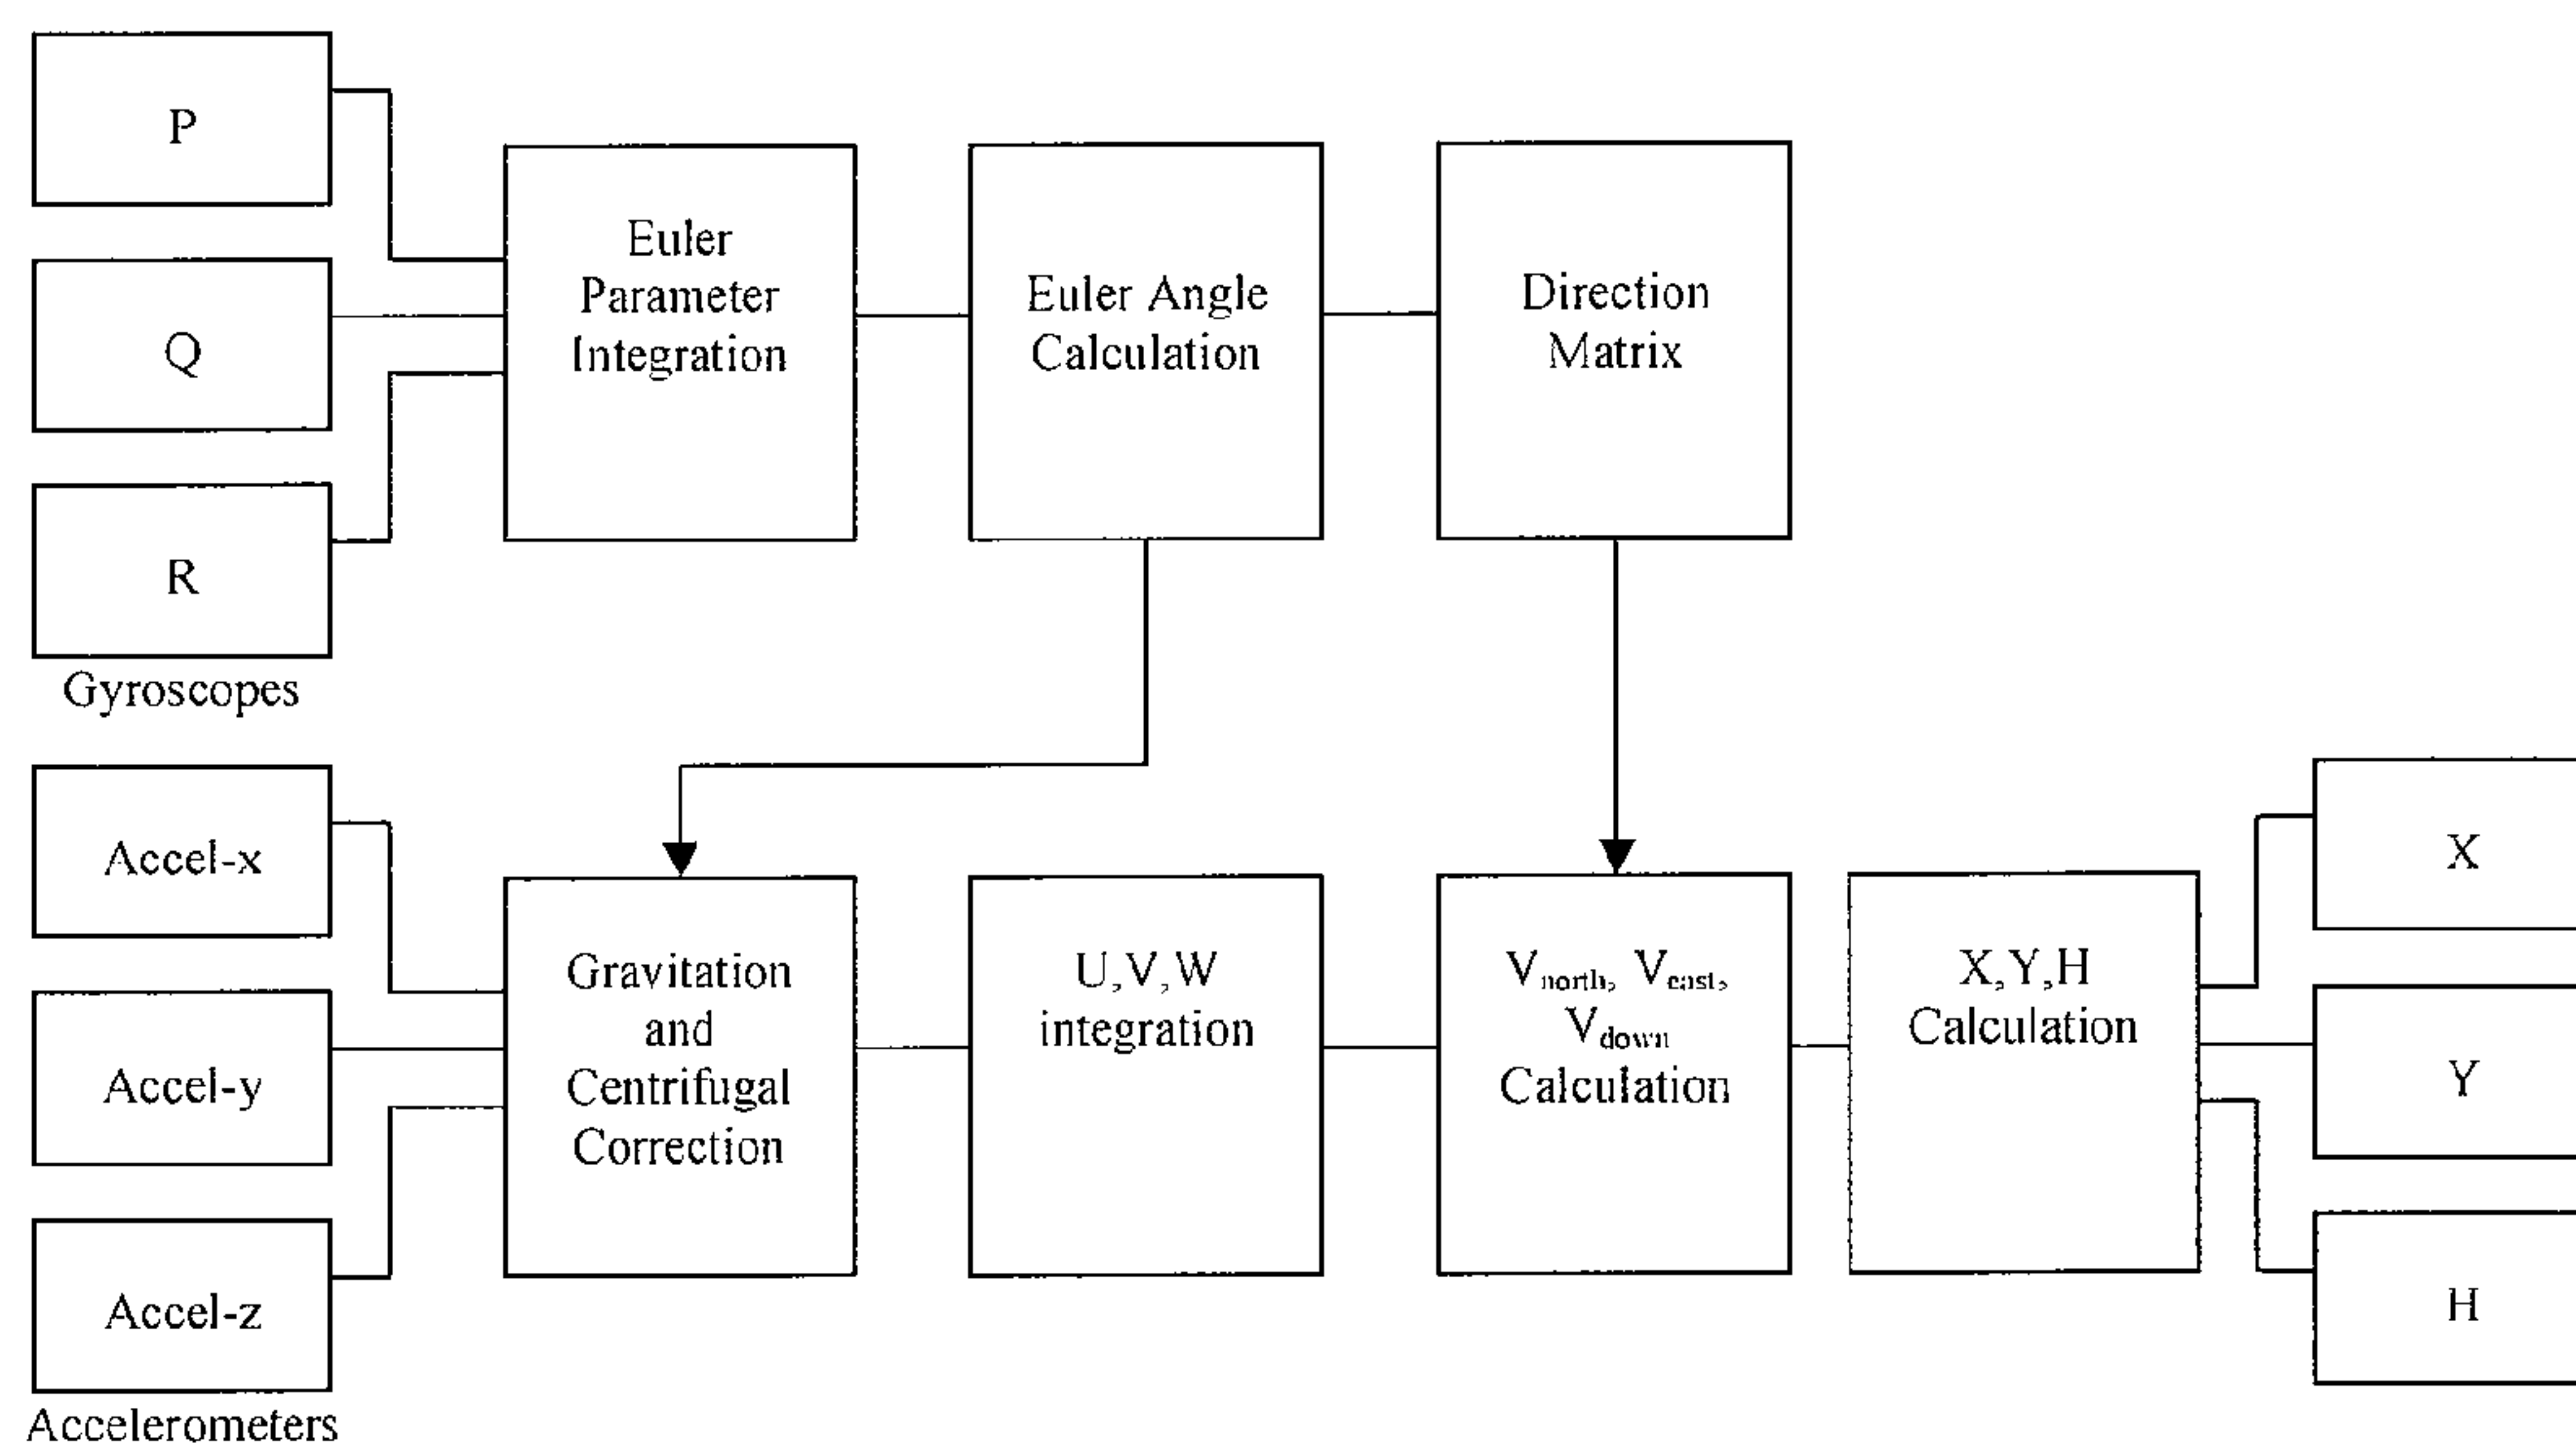 P
Q
R
Gyroscopes
Euler
Parameter
Integration
Euler Angle
Calculation
Direction
Matrix
Accel-x
Accel-y
Accel-z
Accelerometers
Gravitation
and
Centrifugal
Correction
U,V,W
integration
Vnorth, Veast,
Vdown
Calculation
X,Y,H
Calculation
X
Y
H